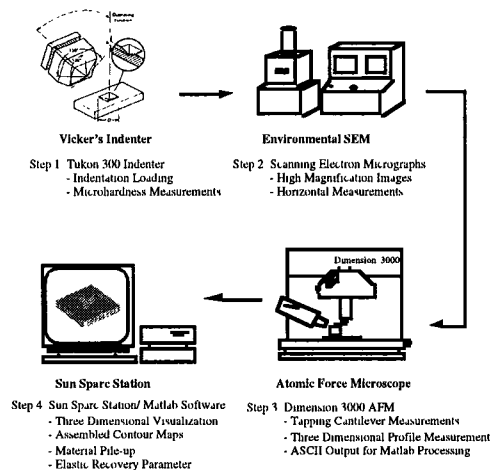 Vicker's Indenter
Environmental SEM
Step 1 Tukon 300 Indenter
- Indentation Loading
- Microhardness Measurements
Step 2 Scanning Electron Micrographs
- High Magnification Images
- Horizontal Measurements
Dimension 3000
Sun Sparc Station
Atomic Force Microscope
Step 4 Sun Sparc Station/ Matlab Software
- Three Dimensional Visualization
- Assembled Contour Maps
- Material Pile-up
- Elastic Recovery Parameter
Step 3 Dimension 3000 AFM
- Tapping Cantilever Measurements
- Three Dimensional Profile Measurement
- ASCII Output for Matlab Processing